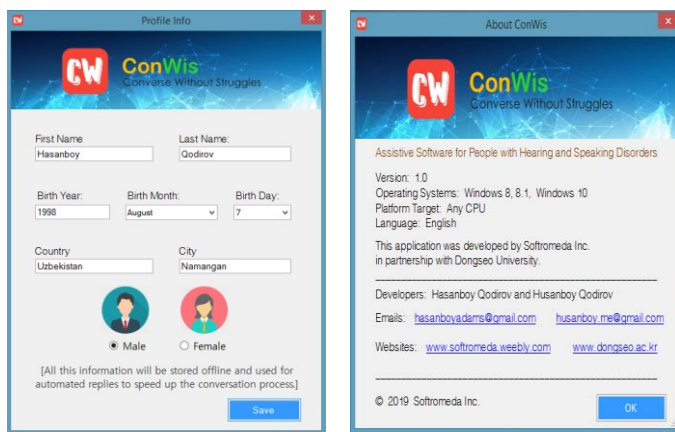 Profile Info
CW
ConWis
Converse Without Struggles
First Name
Last Name:
Hasanboy
Qodirov
Birth Year:
Birth Month:
Birth Day:
1998
August
7
Country
City
Uzbekistan
Namangan
Male
Female
[All this information will be stored offline and used for
automated replies to speed up the conversation process.]
Save
About ConWis
CW
ConWis
Converse Without Struggles
Assistive Software for People with Hearing and Speaking Disorders
Version: 1.0
Operating Systems: Windows 8, 8.1, Windows 10
Platform Target: Any CPU
Language: English
This application was developed by Softromeda Inc.
in partnership with Dongseo University.
Developers: Hasanboy Qodirov and Husanboy Qodirov
Emails: hasanboyadams@gmail.com husanboy.me@gmail.com
Websites: www.softromeda.weebly.com www.dongseo.ac.kr
© 2019 Softromeda Inc.
OK